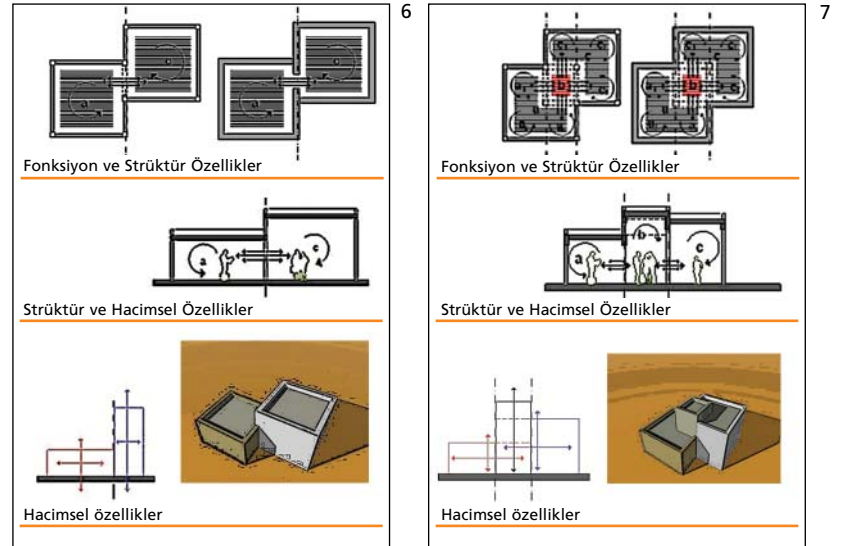 6
Fonksiyon ve Strüktür Özellikler
a
c
Strüktür ve Hacimsel Özellikler
Hacimsel özellikler
7
b
b
Fonksiyon ve Strüktür Özellikler
a
b
c
Strüktür ve Hacimsel Özellikler
Hacimsel özellikler